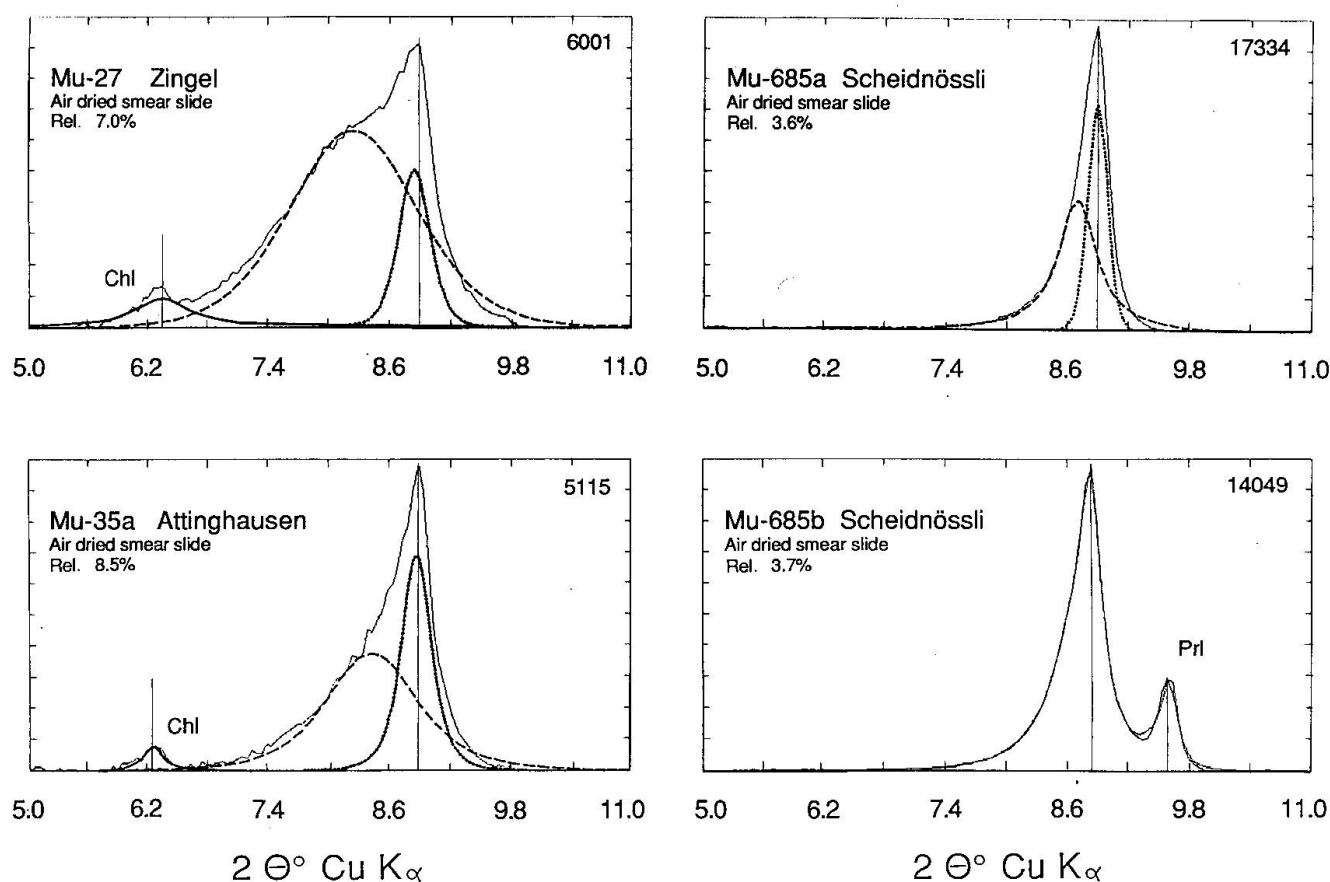 6001
Mu-27 Zingel
Air dried smear slide
Rel. 7.0%
Chl
5.0 6.2 7.4 8.6 9.8 11.0
17334
Mu-685a Scheidnössli
Air dried smear slide
Rel. 3.6%
5.0 6.2 7.4 8.6 9.8 11.0
5115
Mu-35a Attinghausen
Air dried smear slide
Rel. 8.5%
Chl
5.0 6.2 7.4 8.6 9.8 11.0
2 Θ° Cu Kα
14049
Mu-685b Scheidnössli
Air dried smear slide
Rel. 3.7%
Prl
5.0 6.2 7.4 8.6 9.8 11.0
2 Θ° Cu Kα